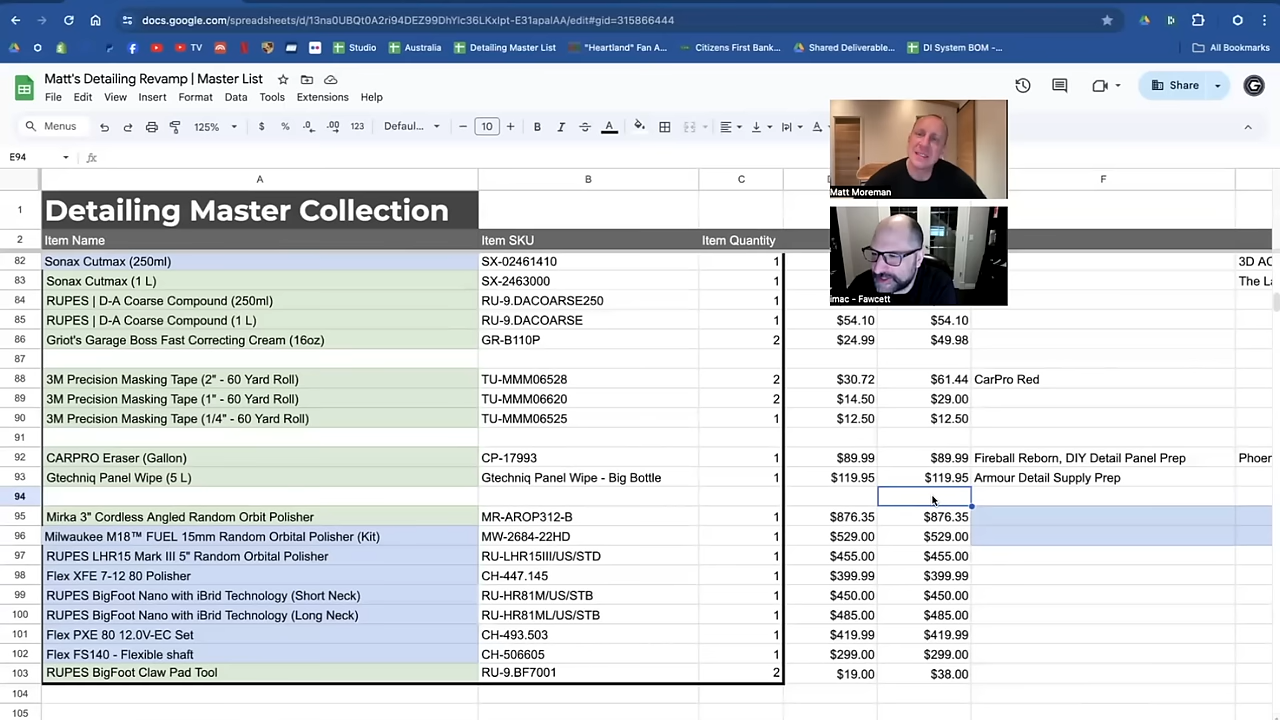 docs.google.com/spreadsheets/d/13na0UBQt0A2ri94DEZ99DhYlc36LKxIpt-E31apalAA/edit#gid=315866444
TV Studio Australia Detailing Master List "Heartland" Fan A... Citizens First Bank... Shared Deliverable... DI System BOM -... All Bookmarks
Matt's Detailing Revamp | Master List
File Edit View Insert Format Data Tools Extensions Help
Share
Menus 125% $ % .0 .00 123 Defaul... 10 B I A A
E94 fx
A B C F
1 Detailing Master Collection
2 Item Name Item SKU Item Quantity
82 Sonax Cutmax (250ml) SX-02461410 1 3D AC
83 Sonax Cutmax (1 L) SX-2463000 1 The La
84 RUPES | D-A Coarse Compound (250ml) RU-9.DACOARSE250 1
85 RUPES | D-A Coarse Compound (1 L) RU-9.DACOARSE 1 $54.10 $54.10
86 Griot's Garage Boss Fast Correcting Cream (16oz) GR-B110P 2 $24.99 $49.98
87
88 3M Precision Masking Tape (2" - 60 Yard Roll) TU-MMM06528 2 $30.72 $61.44 CarPro Red
89 3M Precision Masking Tape (1" - 60 Yard Roll) TU-MMM06620 2 $14.50 $29.00
90 3M Precision Masking Tape (1/4" - 60 Yard Roll) TU-MMM06525 1 $12.50 $12.50
91
92 CARPRO Eraser (Gallon) CP-17993 1 $89.99 $89.99 Fireball Reborn, DIY Detail Panel Prep Phoer
93 Gtechniq Panel Wipe (5 L) Gtechniq Panel Wipe - Big Bottle 1 $119.95 $119.95 Armour Detail Supply Prep
94
95 Mirka 3" Cordless Angled Random Orbit Polisher MR-AROP312-B 1 $876.35 $876.35
96 Milwaukee M18™ FUEL 15mm Random Orbital Polisher (Kit) MW-2684-22HD 1 $529.00 $529.00
97 RUPES LHR15 Mark III 5" Random Orbital Polisher RU-LHR15III/US/STD 1 $455.00 $455.00
98 Flex XFE 7-12 80 Polisher CH-447.145 1 $399.99 $399.99
99 RUPES BigFoot Nano with iBrid Technology (Short Neck) RU-HR81M/US/STB 1 $450.00 $450.00
100 RUPES BigFoot Nano with iBrid Technology (Long Neck) RU-HR81ML/US/STB 1 $485.00 $485.00
101 Flex PXE 80 12.0V-EC Set CH-493.503 1 $419.99 $419.99
102 Flex FS140 - Flexible shaft CH-506605 1 $299.00 $299.00
103 RUPES BigFoot Claw Pad Tool RU-9.BF7001 2 $19.00 $38.00
104
105
Matt Moreman
imac - Fawcett